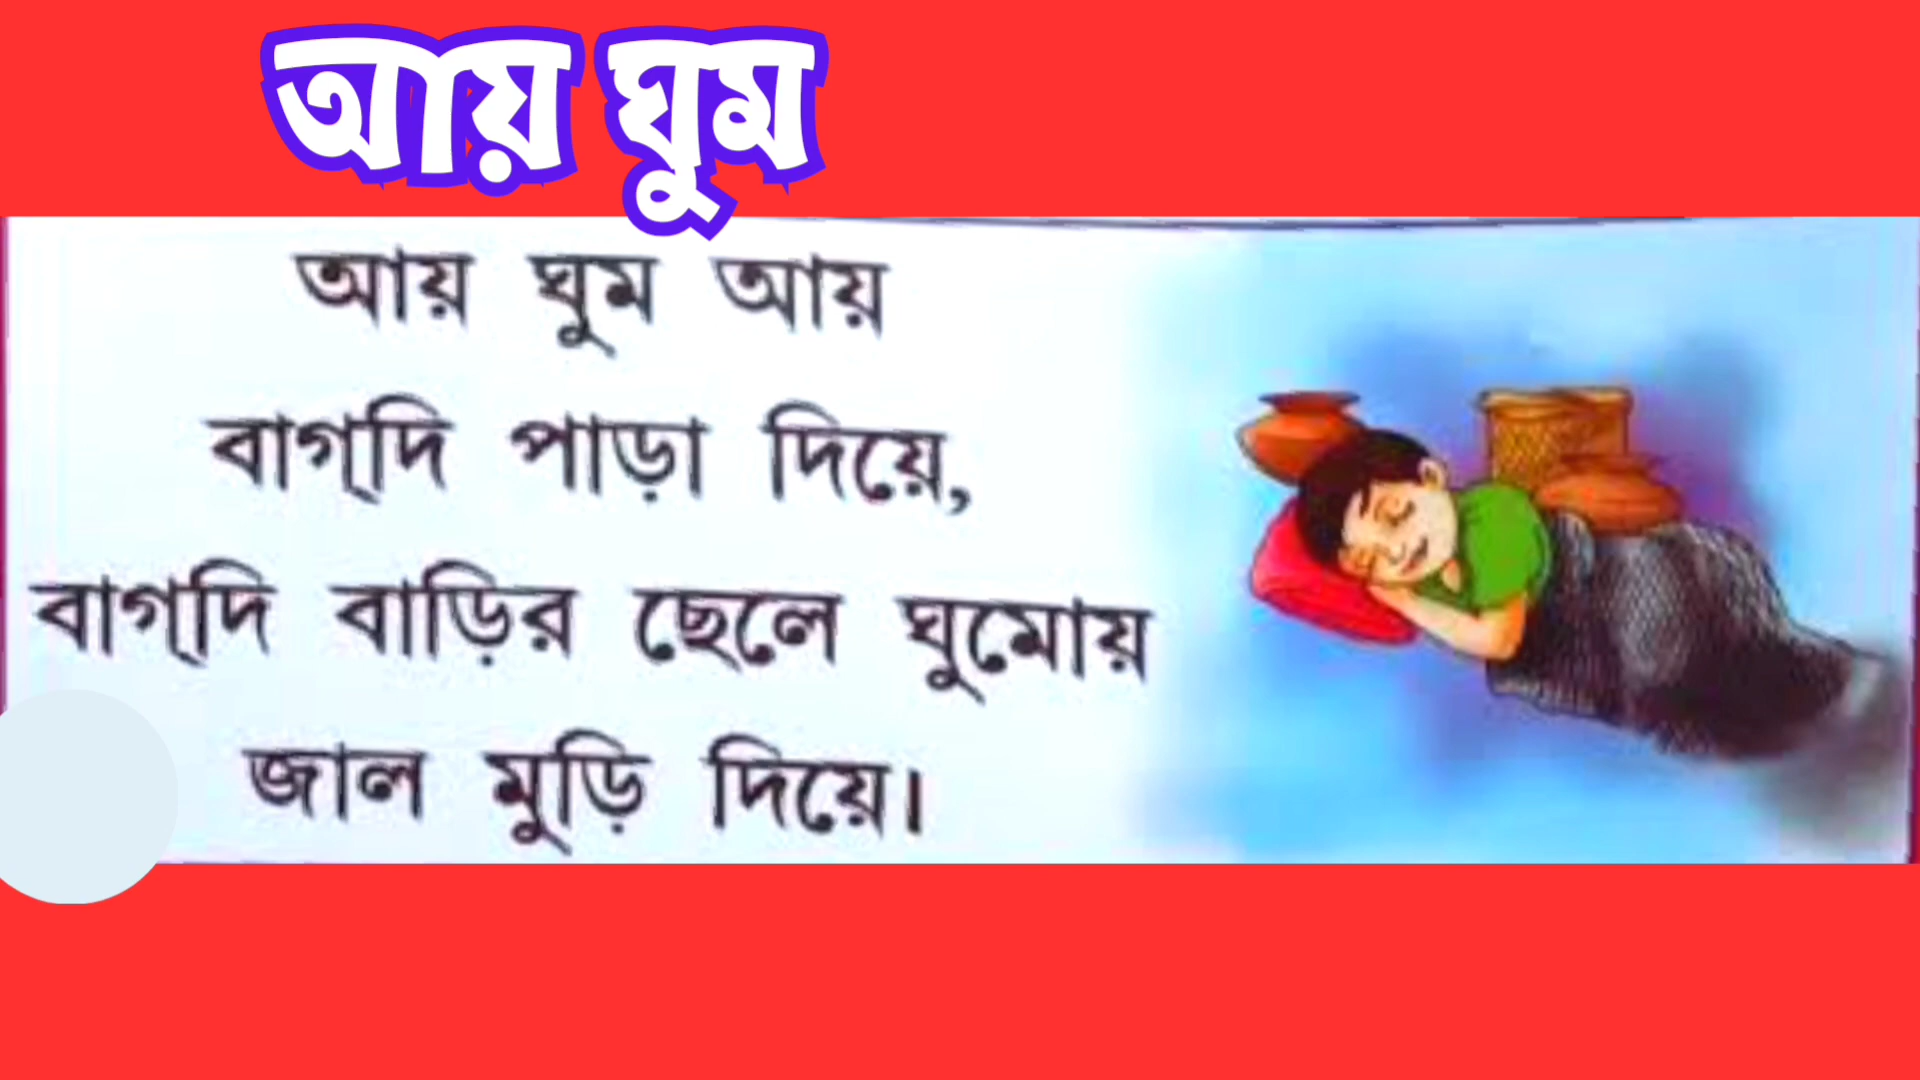 আয় ঘুম
আয় ঘুম আয়
বাগ্‌দি পাড়া দিয়ে,
বাগ্‌দি বাড়ির ছেলে ঘুমোয়
জাল মুড়ি দিয়ে।